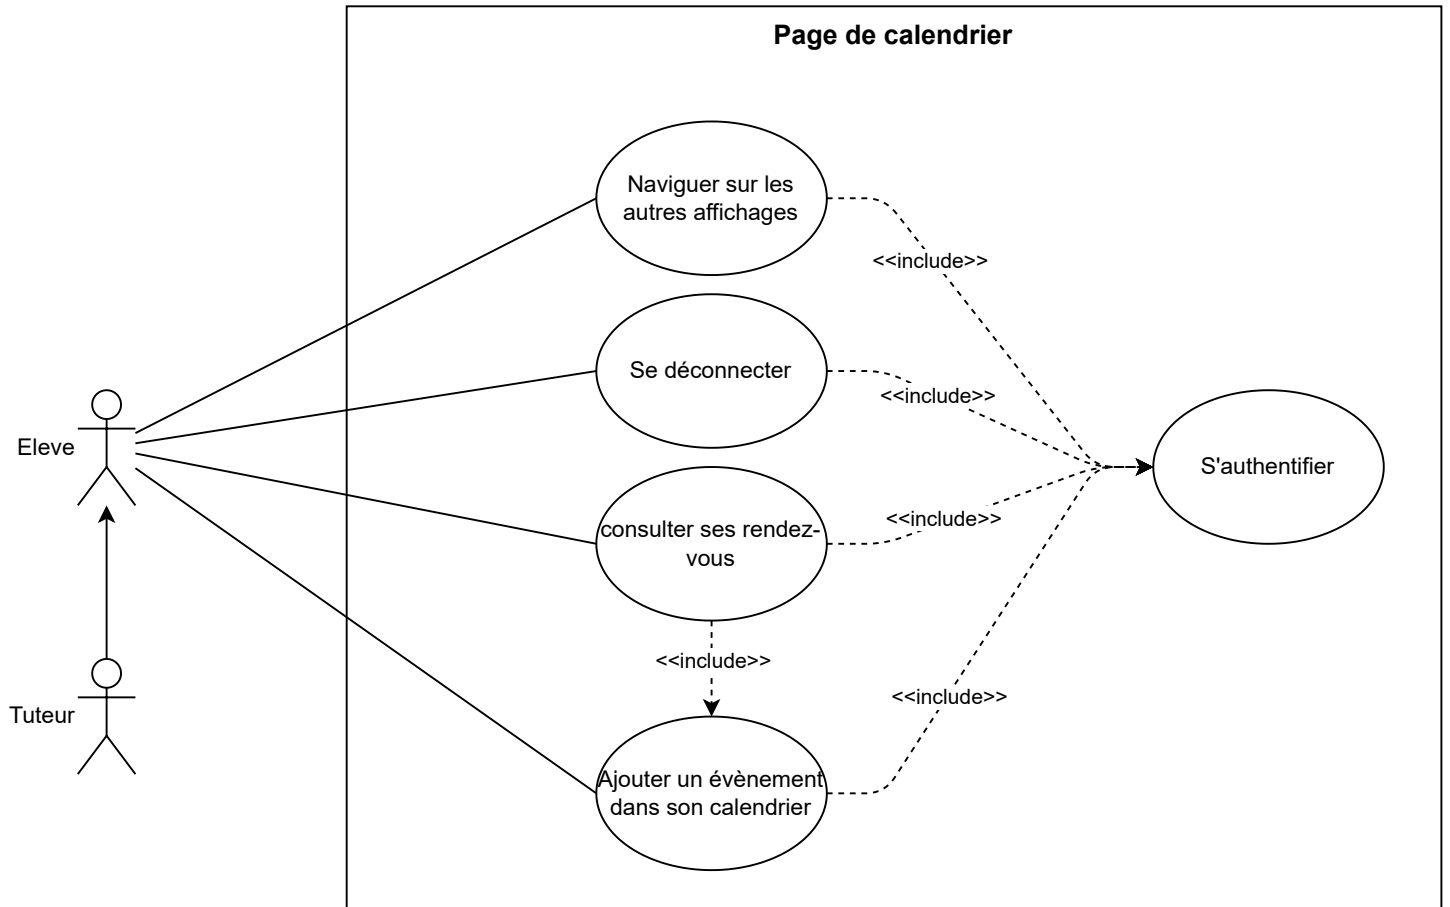 Page de calendrier
Naviguer sur les
autres affichages
<<include>>
Se déconnecter
<<include>>
Eleve
S'authentifier
consulter ses rendez-
vous
<<include>>
<<include>>
<<include>>
Tuteur
Ajouter un évènement
dans son calendrier